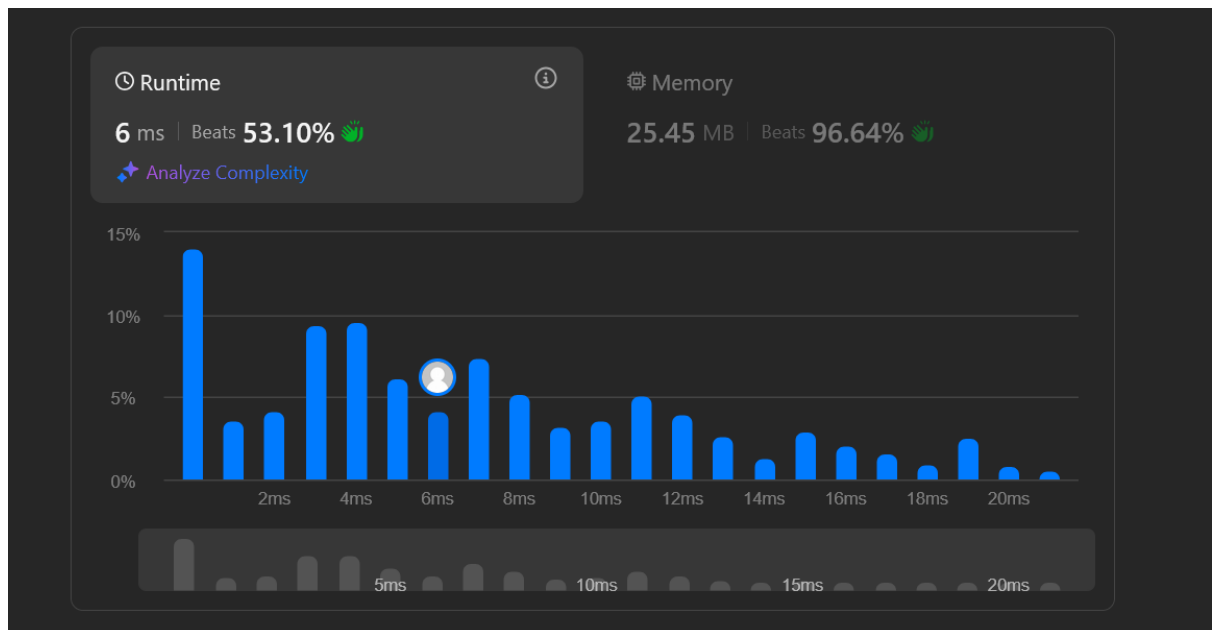 Runtime
6 ms | Beats 53.10%
Analyze Complexity
Memory
25.45 MB | Beats 96.64%
15%
10%
5%
0%
2ms 4ms 6ms 8ms 10ms 12ms 14ms 16ms 18ms 20ms
5ms 10ms 15ms 20ms